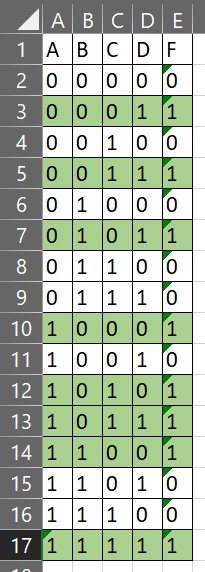 A B C D E
1 A B C D F
2 0 0 0 0 0
3 0 0 0 1 1
4 0 0 1 0 0
5 0 0 1 1 1
6 0 1 0 0 0
7 0 1 0 1 1
8 0 1 1 0 0
9 0 1 1 1 0
10 1 0 0 0 1
11 1 0 0 1 0
12 1 0 1 0 1
13 1 0 1 1 1
14 1 1 0 0 1
15 1 1 0 1 0
16 1 1 1 0 0
17 1 1 1 1 1